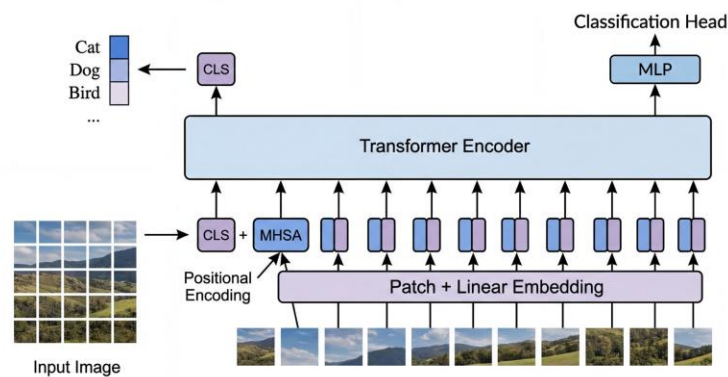 Classification Head
Cat
Dog
Bird
...
CLS
MLP
Transformer Encoder
CLS + MHSA
Positional
Encoding
Patch + Linear Embedding
Input Image